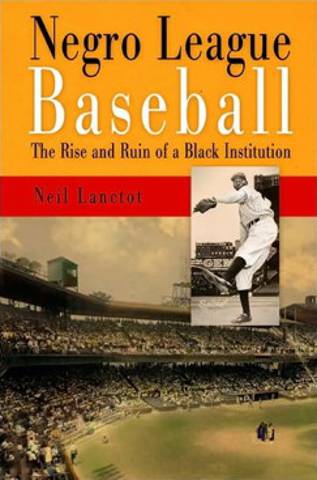 Negro League
Baseball
The Rise and Ruin of a Black Institution
Neil Lanctot